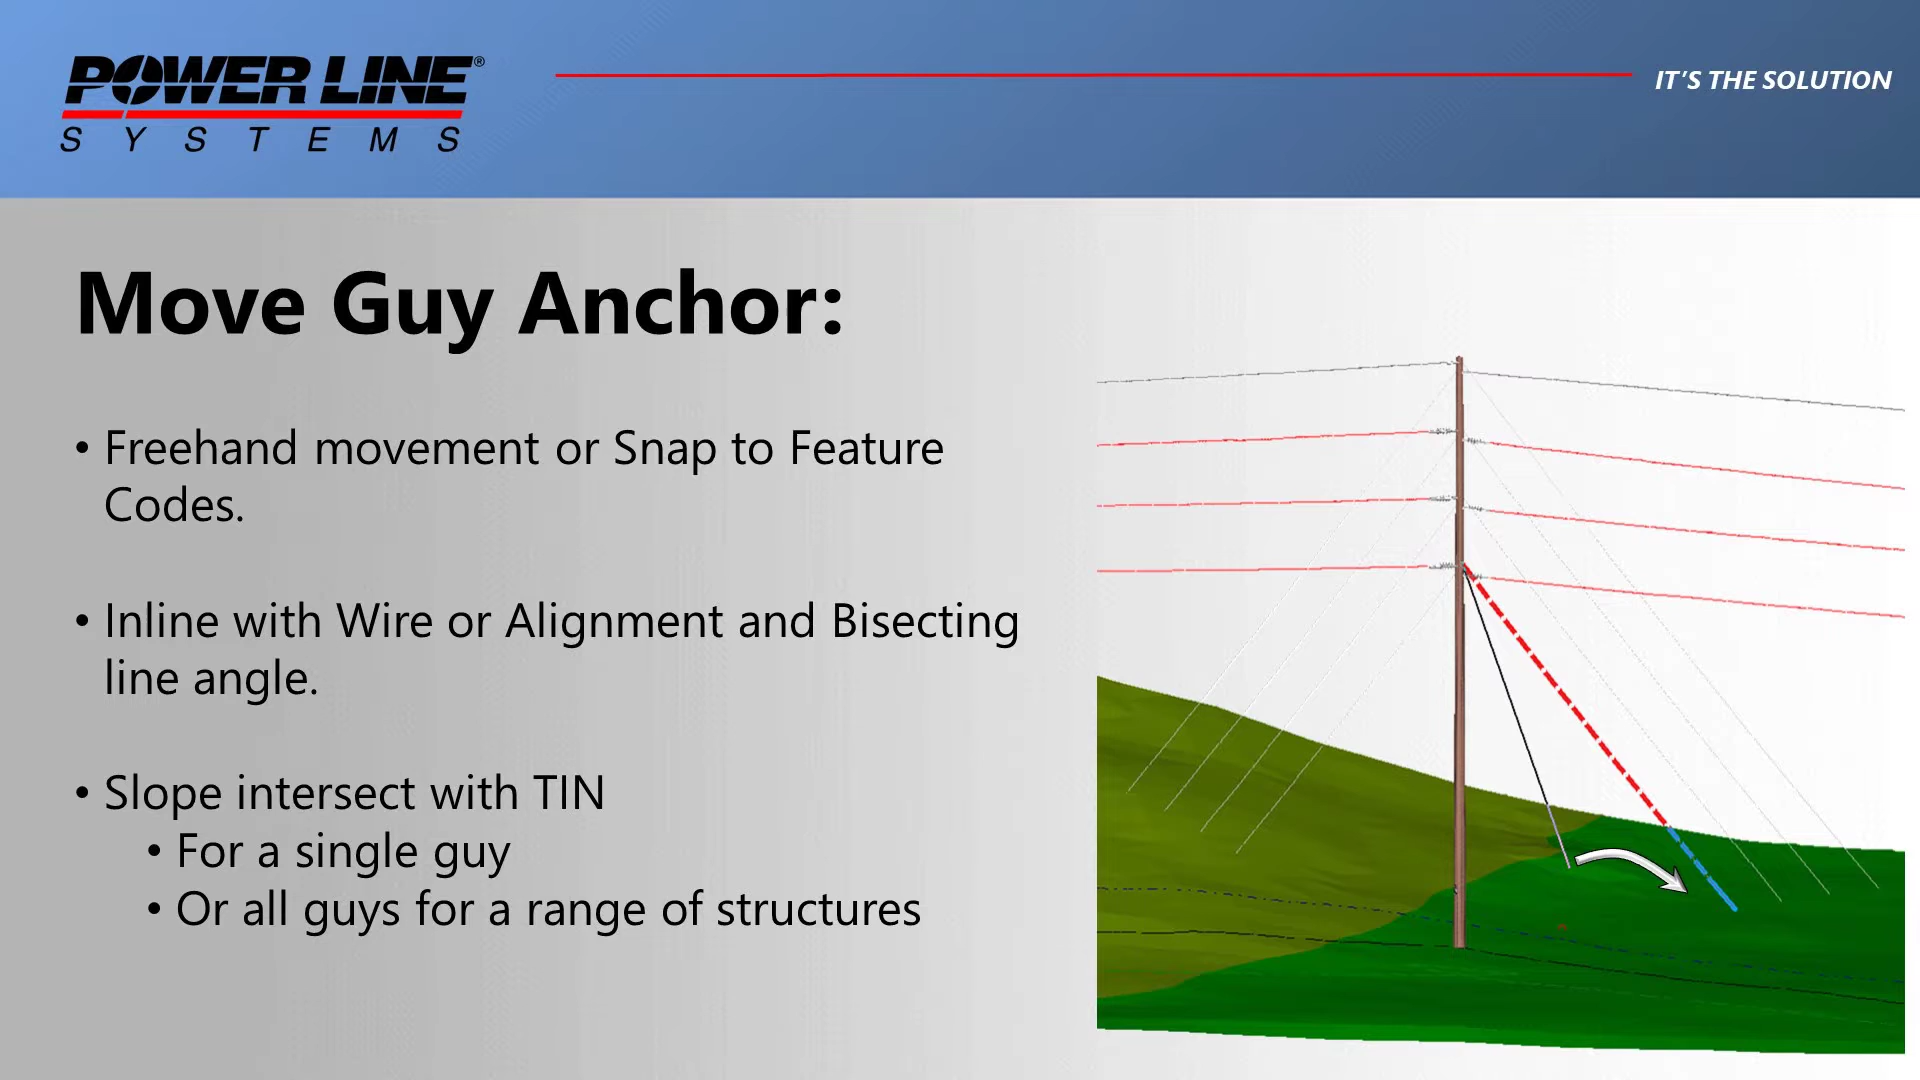 POWER LINE®
SYSTEMS
IT'S THE SOLUTION
Move Guy Anchor:
• Freehand movement or Snap to Feature
Codes.
• Inline with Wire or Alignment and Bisecting
line angle.
• Slope intersect with TIN
• For a single guy
• Or all guys for a range of structures